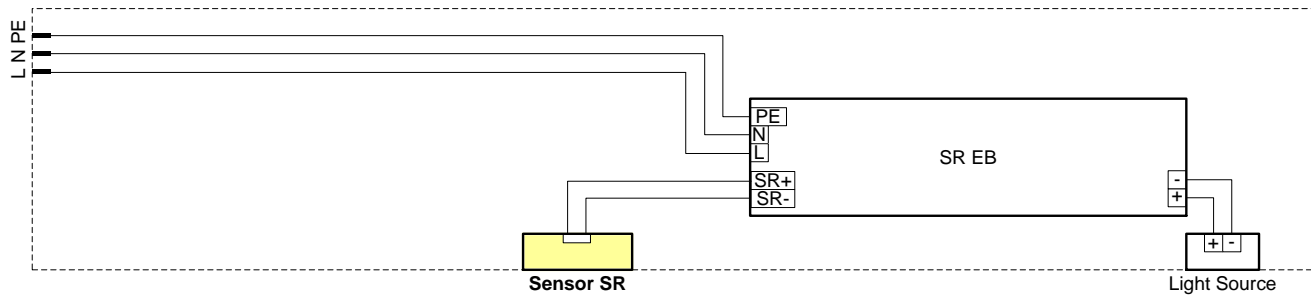 L N PE
PE
N
L
SR EB
SR+
SR-
-
+
+ -
Sensor SR
Light Source